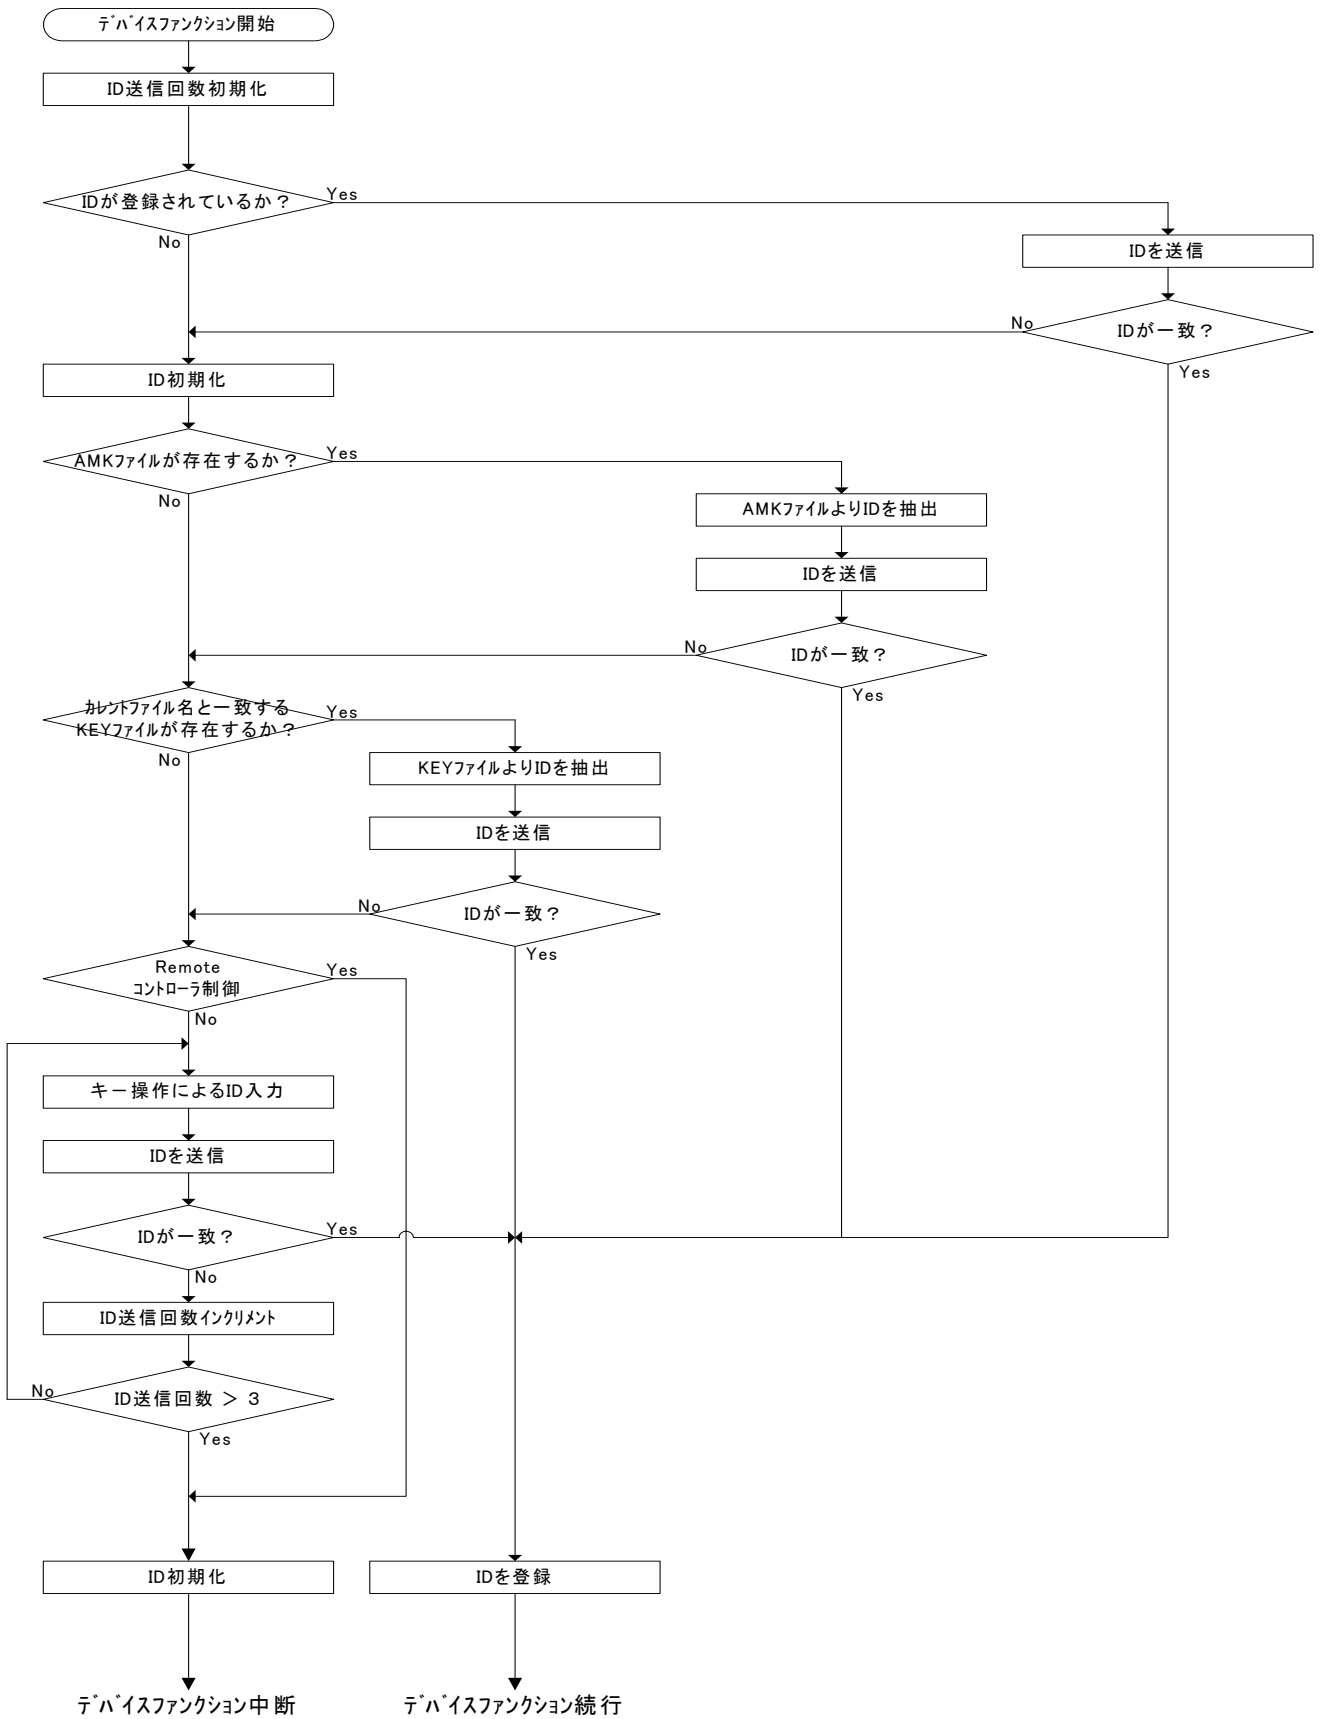 ﾃﾞﾊﾞｲｽﾌｧﾝｸｼｮﾝ開始
ID送信回数初期化
IDが登録されているか？
Yes
No
IDを送信
IDが一致？
No
Yes
ID初期化
AMKﾌｧｲﾙが存在するか？
Yes
No
AMKﾌｧｲﾙよりIDを抽出
IDを送信
IDが一致？
No
Yes
ｶﾚﾝﾄﾌｧｲﾙ名と一致する
KEYﾌｧｲﾙが存在するか？
Yes
No
KEYﾌｧｲﾙよりIDを抽出
IDを送信
IDが一致？
No
Yes
Remote
ｺﾝﾄﾛｰﾗ制御
Yes
No
キー操作によるID入力
IDを送信
IDが一致？
Yes
No
ID送信回数ｲﾝｸﾘﾒﾝﾄ
ID送信回数 ＞ 3
No
Yes
ID初期化
IDを登録
ﾃﾞﾊﾞｲｽﾌｧﾝｸｼｮﾝ中断
ﾃﾞﾊﾞｲｽﾌｧﾝｸｼｮﾝ続行